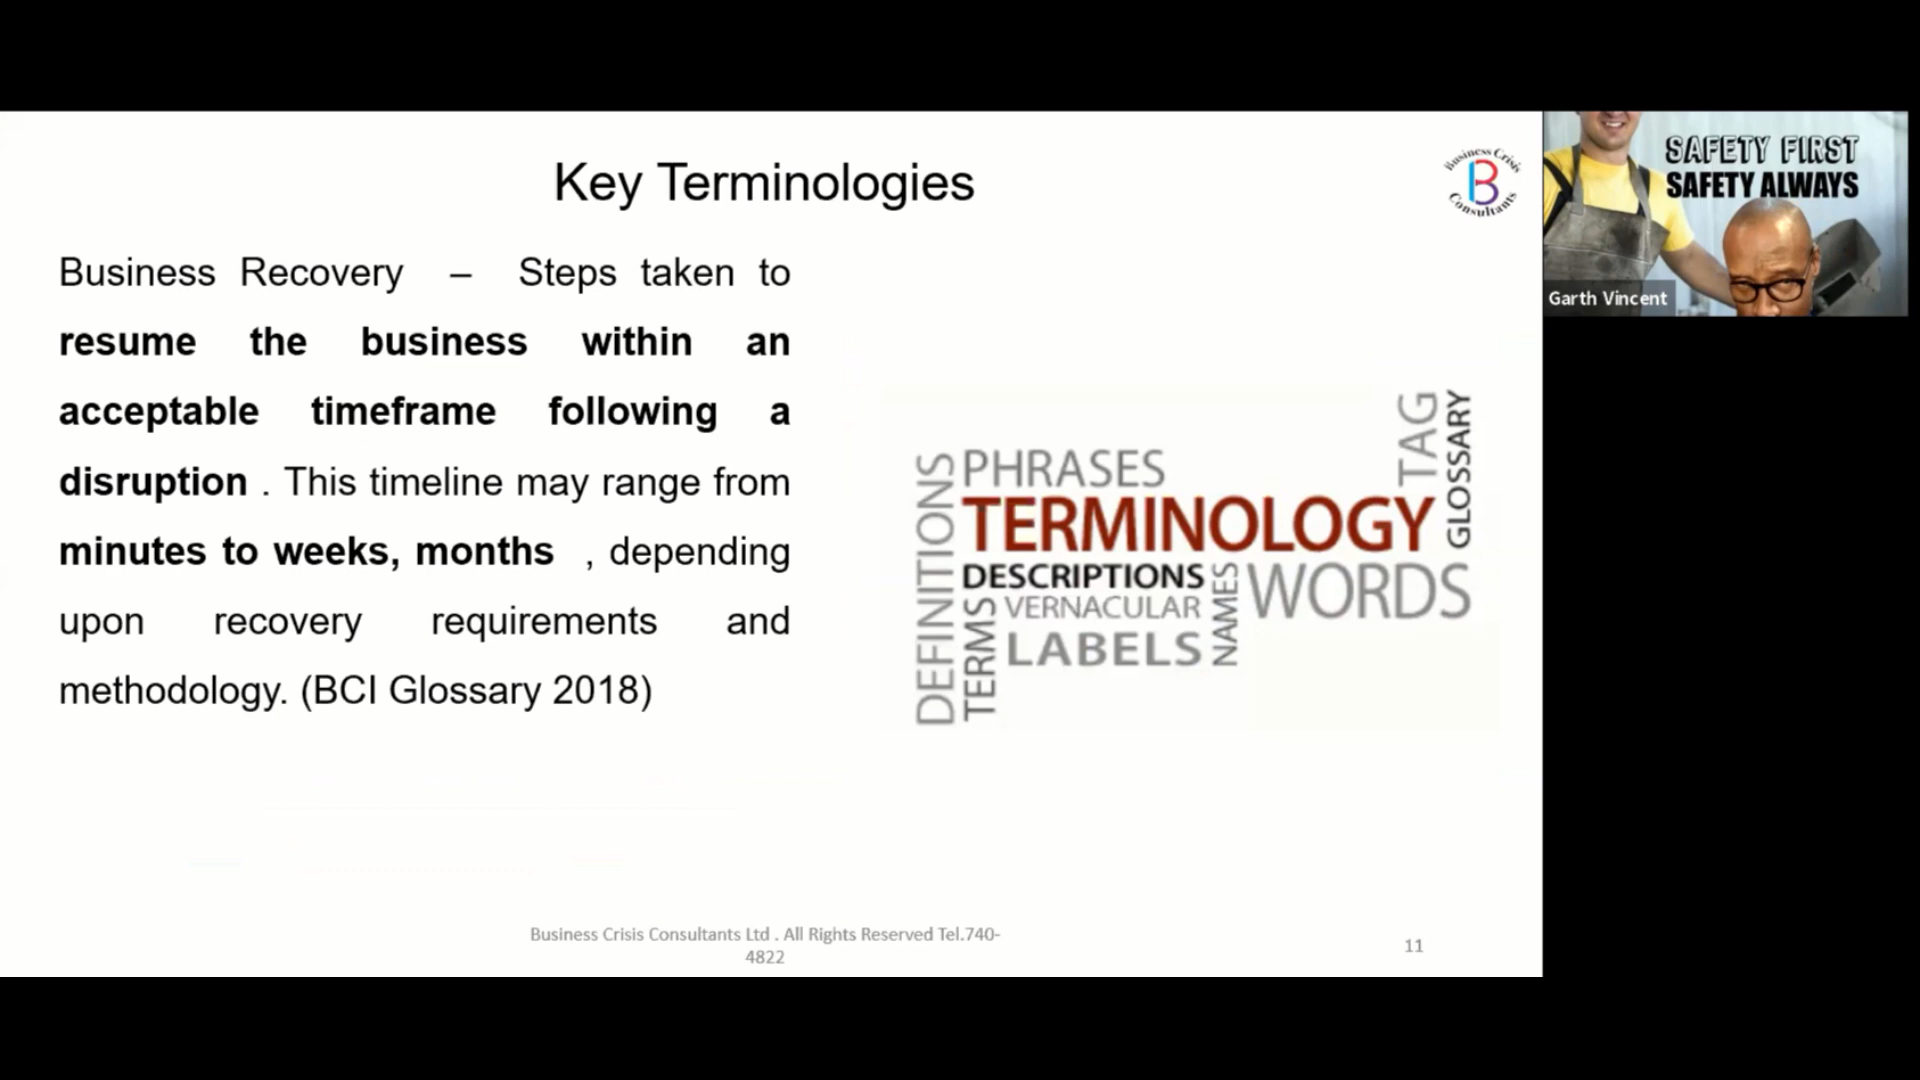 Key Terminologies
Business Crisis
B
Consultants
Business Recovery – Steps taken to
resume the business within an
acceptable timeframe following a
disruption . This timeline may range from
minutes to weeks, months , depending
upon recovery requirements and
methodology. (BCI Glossary 2018)
DEFINITIONS
PHRASES
TERMINOLOGY
TAG
GLOSSARY
DESCRIPTIONS
TERMS
VERNACULAR
LABELS
NAMES
WORDS
Business Crisis Consultants Ltd . All Rights Reserved Tel.740-
4822
11
SAFETY FIRST
SAFETY ALWAYS
Garth Vincent